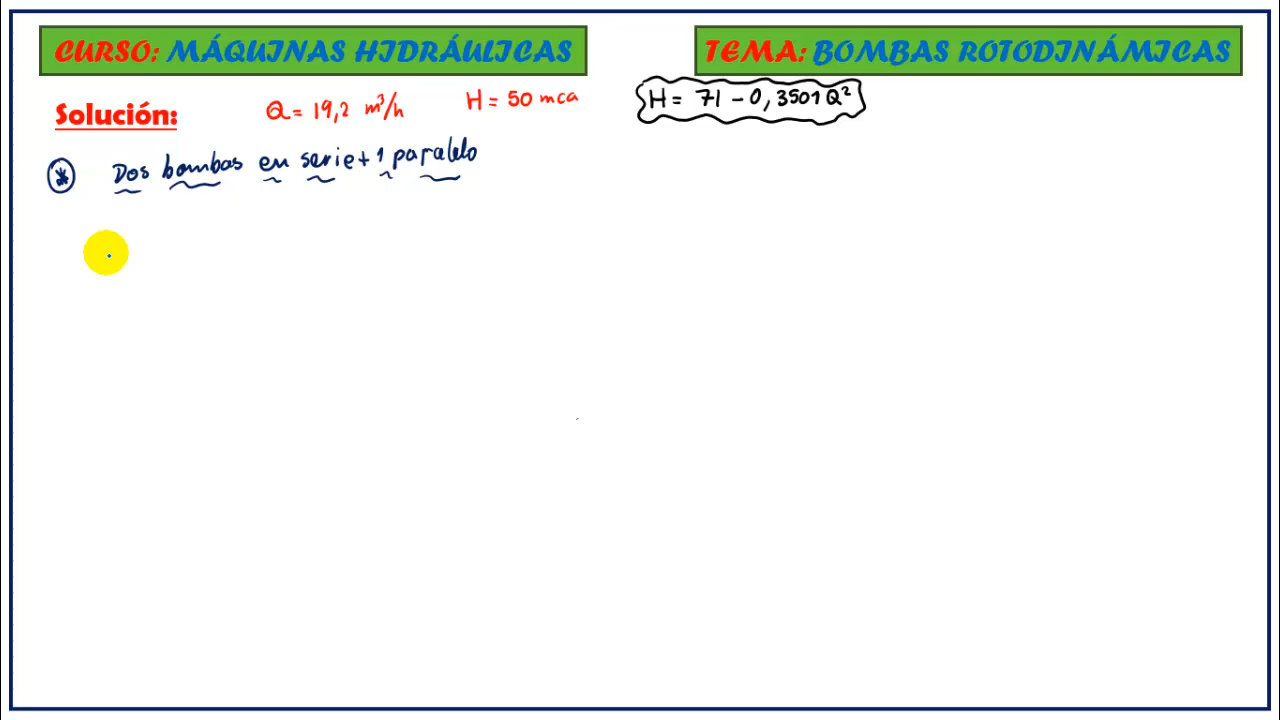 CURSO: MÁQUINAS HIDRÁULICAS
TEMA: BOMBAS ROTODINÁMICAS
Solución:
Q = 19,2 m³/h
H = 50 mca
H = 71 - 0,3501 Q²
Dos bombas en serie + 1 paralelo